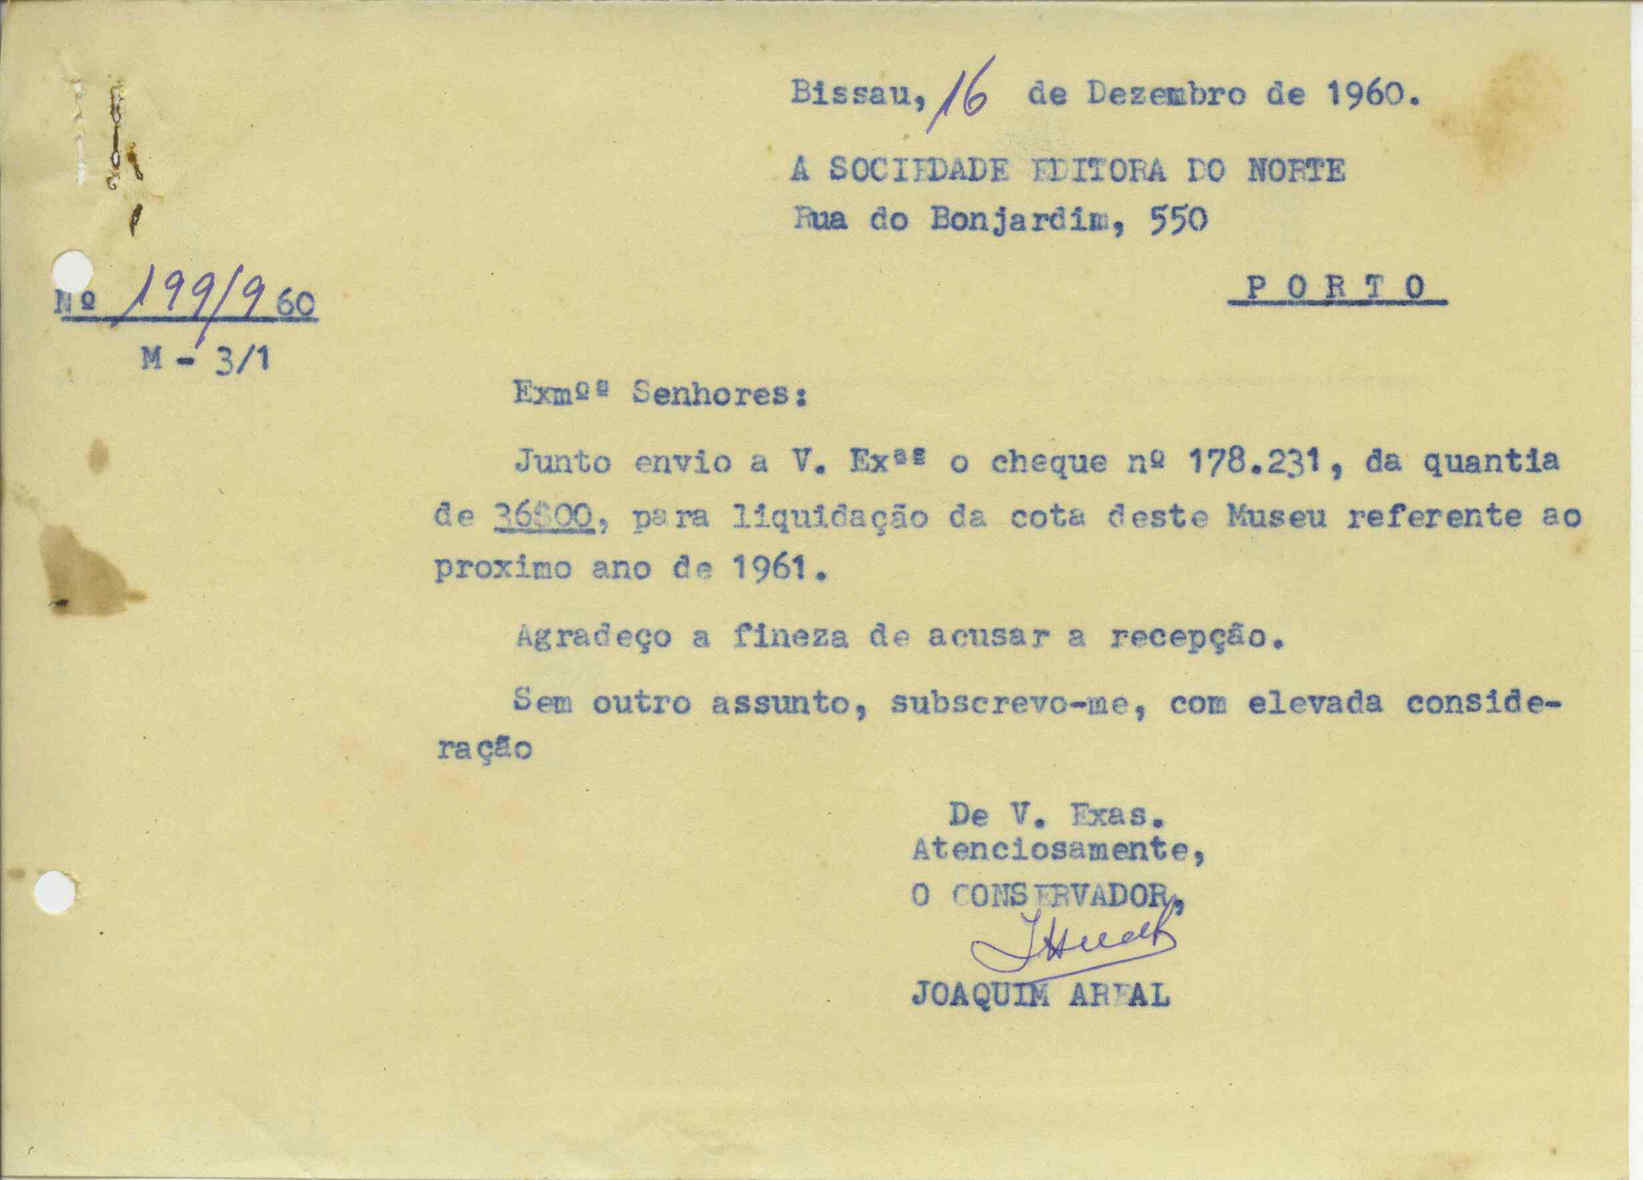 Bissau, 16 de Dezembro de 1960.
A SOCIEDADE EDITORA DO NORTE
Rua do Bonjardim, 550
PORTO
Nº 199/960
M - 3/1
Exmºª Senhores:
Junto envio a V. Exªª o cheque nº 178.231, da quantia
de 36$00, para liquidação da cota deste Museu referente ao
proximo ano de 1961.
Agradeço a fineza de acusar a recepção.
Sem outro assunto, subscrevo-me, com elevada conside-
ração
De V. Exas.
Atenciosamente,
O CONSERVADOR,
JOAQUIM AREAL